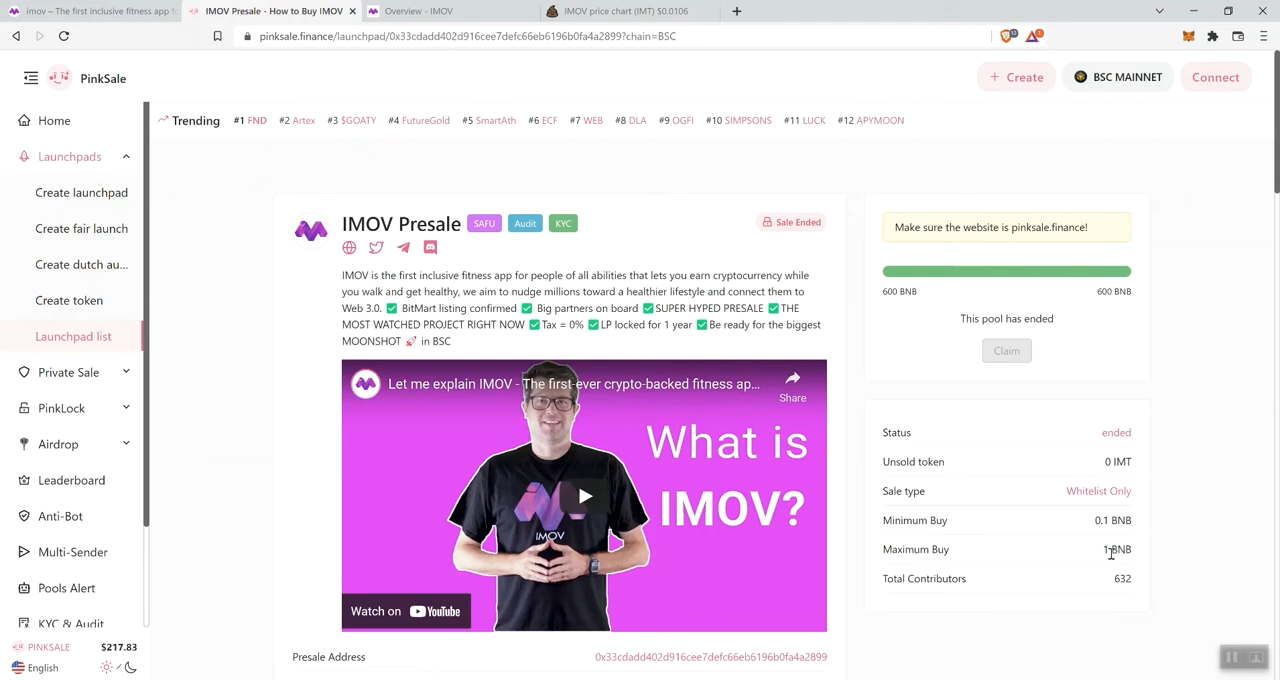 imov – The first inclusive fitness app fo
IMOV Presale - How to Buy IMOV
Overview - IMOV
IMOV price chart (IMT) $0.0106
pinksale.finance/launchpad/0x33cdadd402d916cee7defc66eb6196b0fa4a2899?chain=BSC
12
1
PinkSale
Create
BSC MAINNET
Connect
Home
Launchpads
Create launchpad
Create fair launch
Create dutch au...
Create token
Launchpad list
Private Sale
PinkLock
Airdrop
Leaderboard
Anti-Bot
Multi-Sender
Pools Alert
KYC & Audit
PINKSALE $217.83
English
Trending #1 FND #2 Artex #3 $GOATY #4 FutureGold #5 SmartAth #6 ECF #7 WEB #8 DLA #9 OGFI #10 SIMPSONS #11 LUCK #12 APYMOON
IMOV Presale SAFU Audit KYC
Sale Ended
IMOV is the first inclusive fitness app for people of all abilities that lets you earn cryptocurrency while
you walk and get healthy, we aim to nudge millions toward a healthier lifestyle and connect them to
Web 3.0. ✅ BitMart listing confirmed ✅ Big partners on board ✅SUPER HYPED PRESALE ✅THE
MOST WATCHED PROJECT RIGHT NOW ✅Tax = 0% ✅LP locked for 1 year ✅Be ready for the biggest
MOONSHOT 🚀 in BSC
Let me explain IMOV - The first-ever crypto-backed fitness ap...
Share
What is
IMOV?
IMOV
Watch on YouTube
Presale Address 0x33cdadd402d916cee7defc66eb6196b0fa4a2899
Make sure the website is pinksale.finance!
600 BNB 600 BNB
This pool has ended
Claim
Status ended
Unsold token 0 IMT
Sale type Whitelist Only
Minimum Buy 0.1 BNB
Maximum Buy 1 BNB
Total Contributors 632